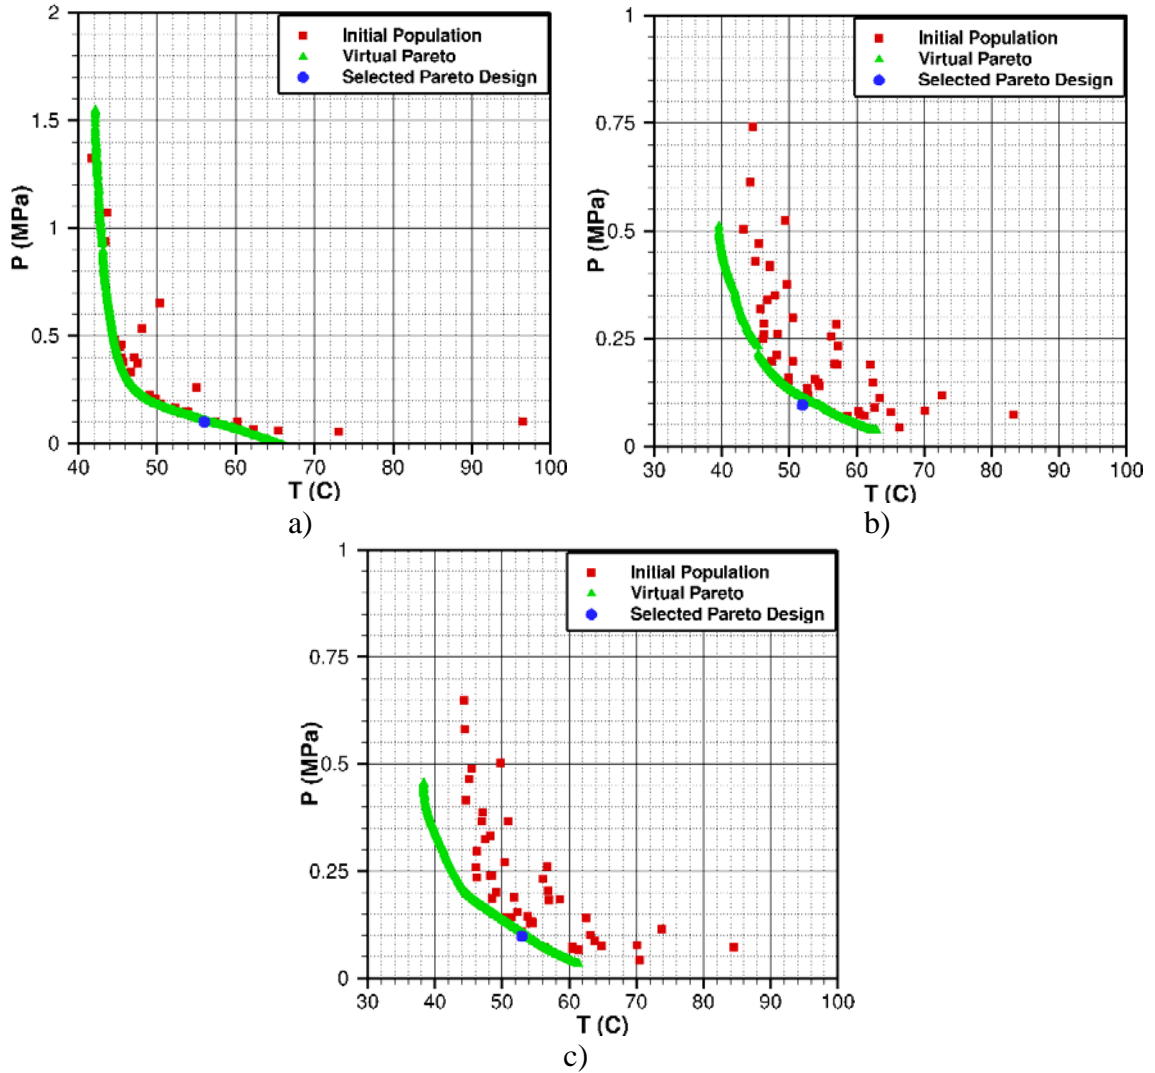 2
1.5
1
0.5
0
P (MPa)
40 50 60 70 80 90 100
T (C)
Initial Population
Virtual Pareto
Selected Pareto Design
a)
1
0.75
0.5
0.25
0
P (MPa)
30 40 50 60 70 80 90 100
T (C)
Initial Population
Virtual Pareto
Selected Pareto Design
b)
1
0.75
0.5
0.25
0
P (MPa)
30 40 50 60 70 80 90 100
T (C)
Initial Population
Virtual Pareto
Selected Pareto Design
c)